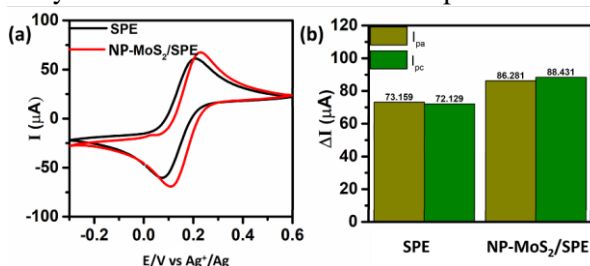 (a)
SPE
NP-MoS₂/SPE
I (μA)
100
50
0
-50
-100
-0.2
0.0
0.2
0.4
0.6
E/V vs Ag⁺/Ag
(b)
I_pa
I_pc
ΔI (μA)
120
100
80
60
40
20
0
73.159
72.129
86.281
88.431
SPE
NP-MoS₂/SPE